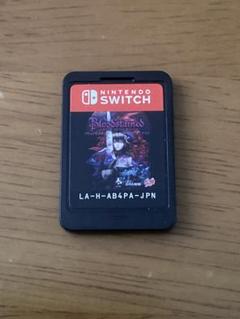 NINTENDO
SWITCH
Bloodstained
LA-H-AB4PA-JPN